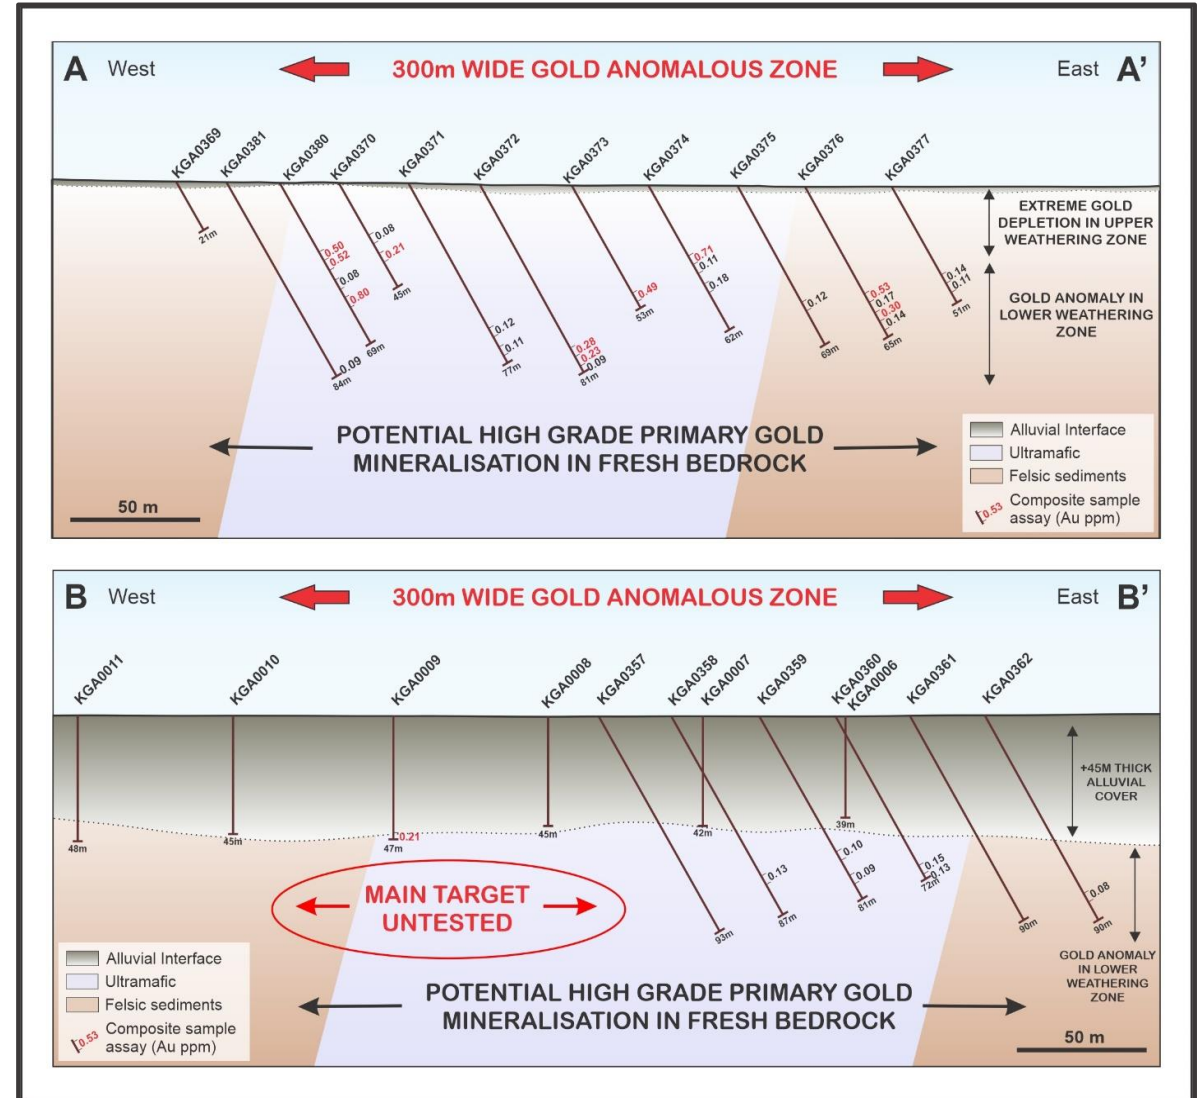 A West
300m WIDE GOLD ANOMALOUS ZONE
East A'
KGA0369
KGA0381
KGA0380
KGA0370
KGA0371
KGA0372
KGA0373
KGA0374
KGA0375
KGA0376
KGA0377
21m
0.09
84m
0.50
0.52
0.08
0.80
69m
0.08
0.21
45m
0.12
0.11
77m
0.28
0.23
0.09
81m
0.49
53m
0.71
0.11
0.18
62m
0.12
69m
0.53
0.17
0.30
0.14
65m
0.14
0.11
51m
EXTREME GOLD
DEPLETION IN UPPER
WEATHERING ZONE
GOLD ANOMALY IN
LOWER WEATHERING
ZONE
POTENTIAL HIGH GRADE PRIMARY GOLD
MINERALISATION IN FRESH BEDROCK
50 m
Alluvial Interface
Ultramafic
Felsic sediments
0.53
Composite sample
assay (Au ppm)
B West
300m WIDE GOLD ANOMALOUS ZONE
East B'
KGA0011
KGA0010
KGA0009
KGA0008
KGA0357
KGA0358
KGA0007
KGA0359
KGA0360
KGA0006
KGA0361
KGA0362
48m
45m
0.21
47m
45m
93m
0.13
87m
42m
0.10
0.09
81m
39m
0.15
0.13
72m
90m
0.08
90m
+45M THICK
ALLUVIAL
COVER
GOLD ANOMALY
IN LOWER
WEATHERING
ZONE
MAIN TARGET
UNTESTED
POTENTIAL HIGH GRADE PRIMARY GOLD
MINERALISATION IN FRESH BEDROCK
Alluvial Interface
Ultramafic
Felsic sediments
0.53
Composite sample
assay (Au ppm)
50 m